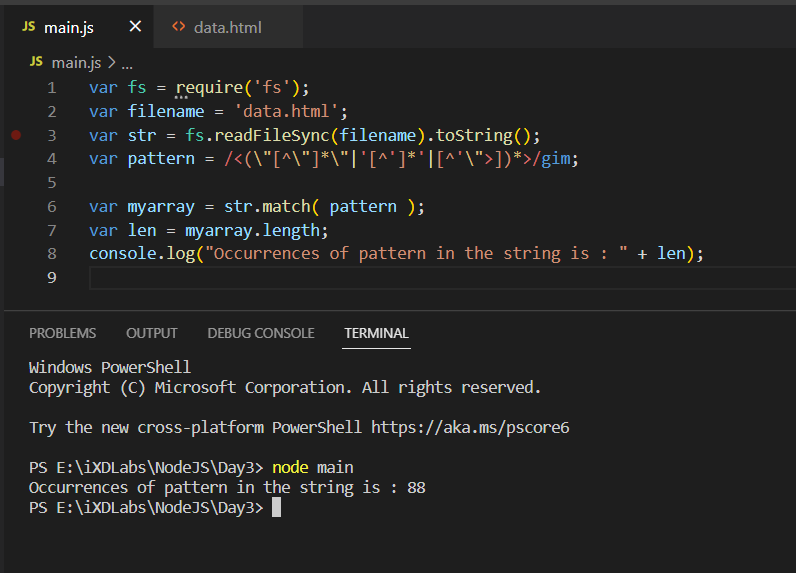 JS main.js × <> data.html
JS main.js > ...
1 var fs = require('fs');
2 var filename = 'data.html';
3 var str = fs.readFileSync(filename).toString();
4 var pattern = /<(\"[^\"]*\"|'[^']*'|[^'\">])*>/gim;
5
6 var myarray = str.match( pattern );
7 var len = myarray.length;
8 console.log("Occurrences of pattern in the string is : " + len);
9
PROBLEMS OUTPUT DEBUG CONSOLE TERMINAL
Windows PowerShell
Copyright (C) Microsoft Corporation. All rights reserved.
Try the new cross-platform PowerShell https://aka.ms/pscore6
PS E:\iXDLabs\NodeJS\Day3> node main
Occurrences of pattern in the string is : 88
PS E:\iXDLabs\NodeJS\Day3>